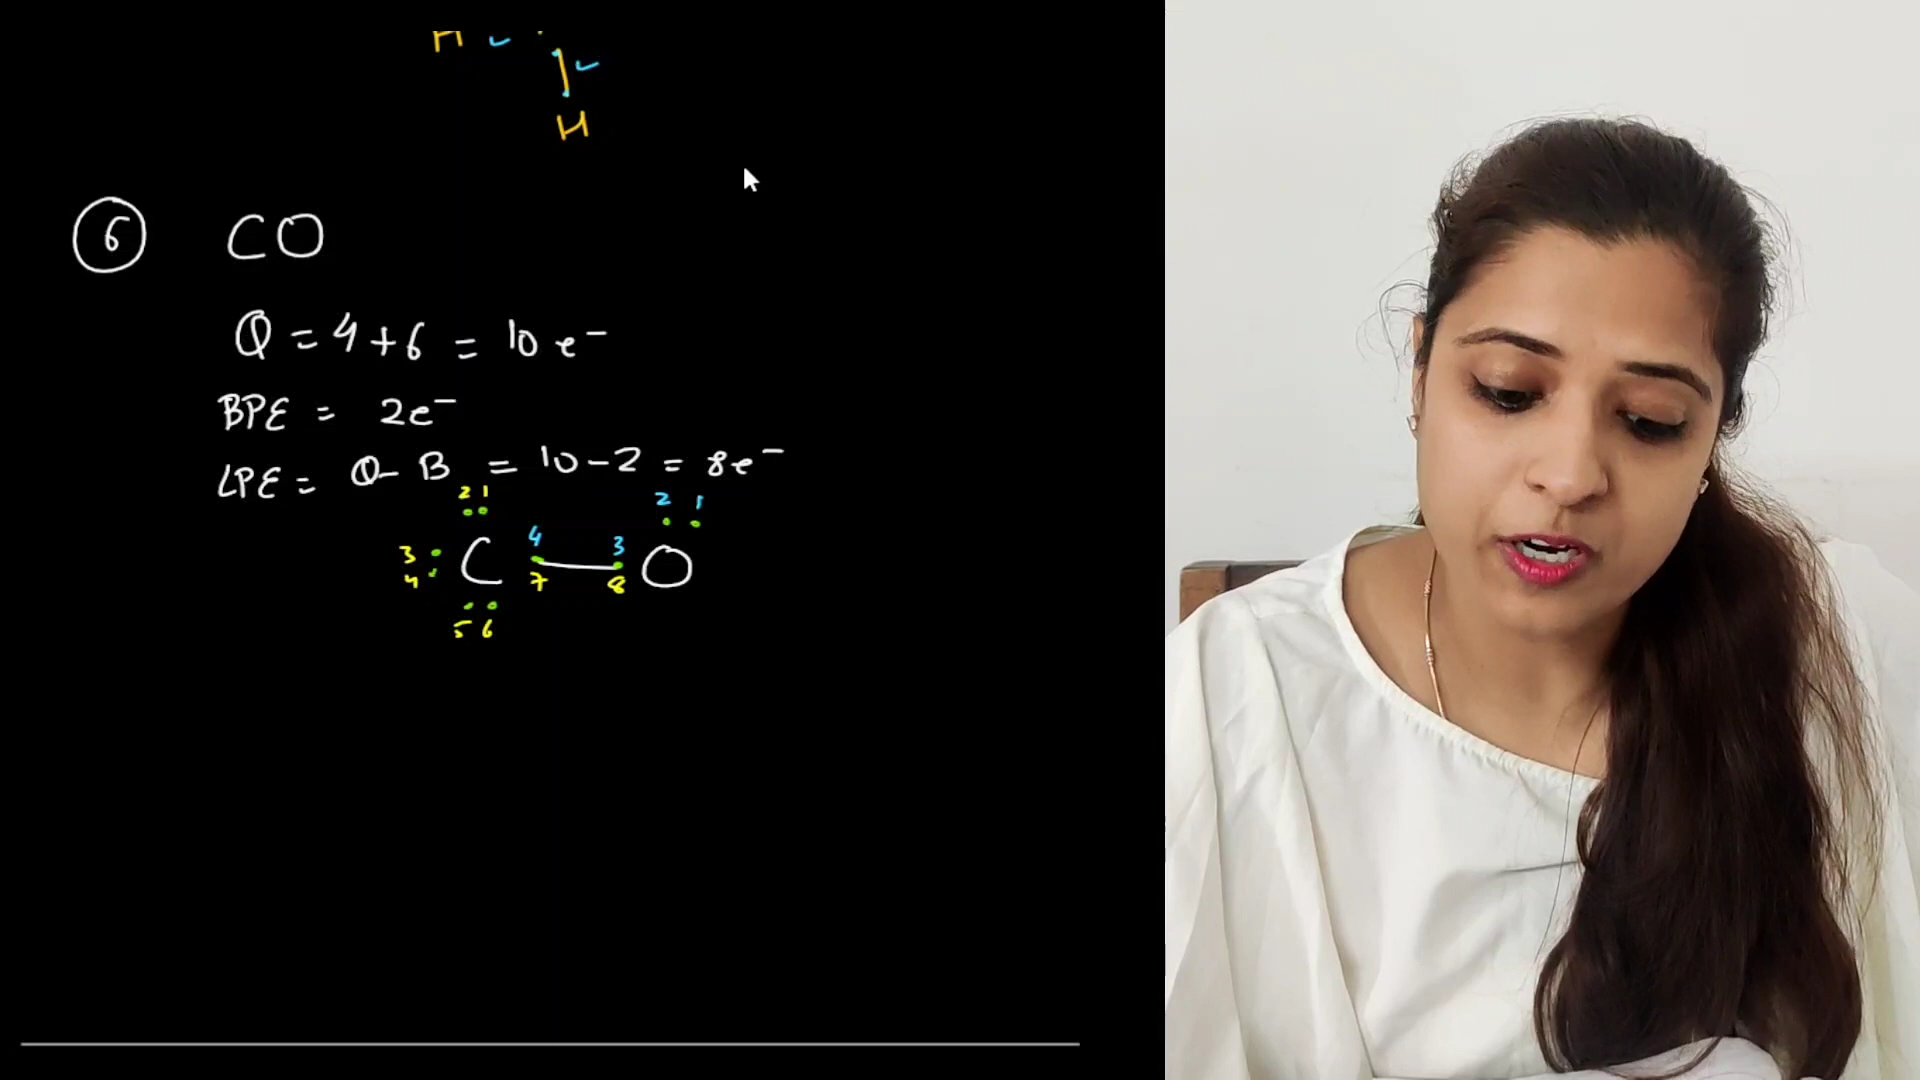 H
H
6 CO
Q = 4+6 = 10 e⁻
BPE = 2e⁻
LPE = Q-B = 10-2 = 8e⁻
2 1 2 1
3 : C 4 3 O
4 7 8
5 6